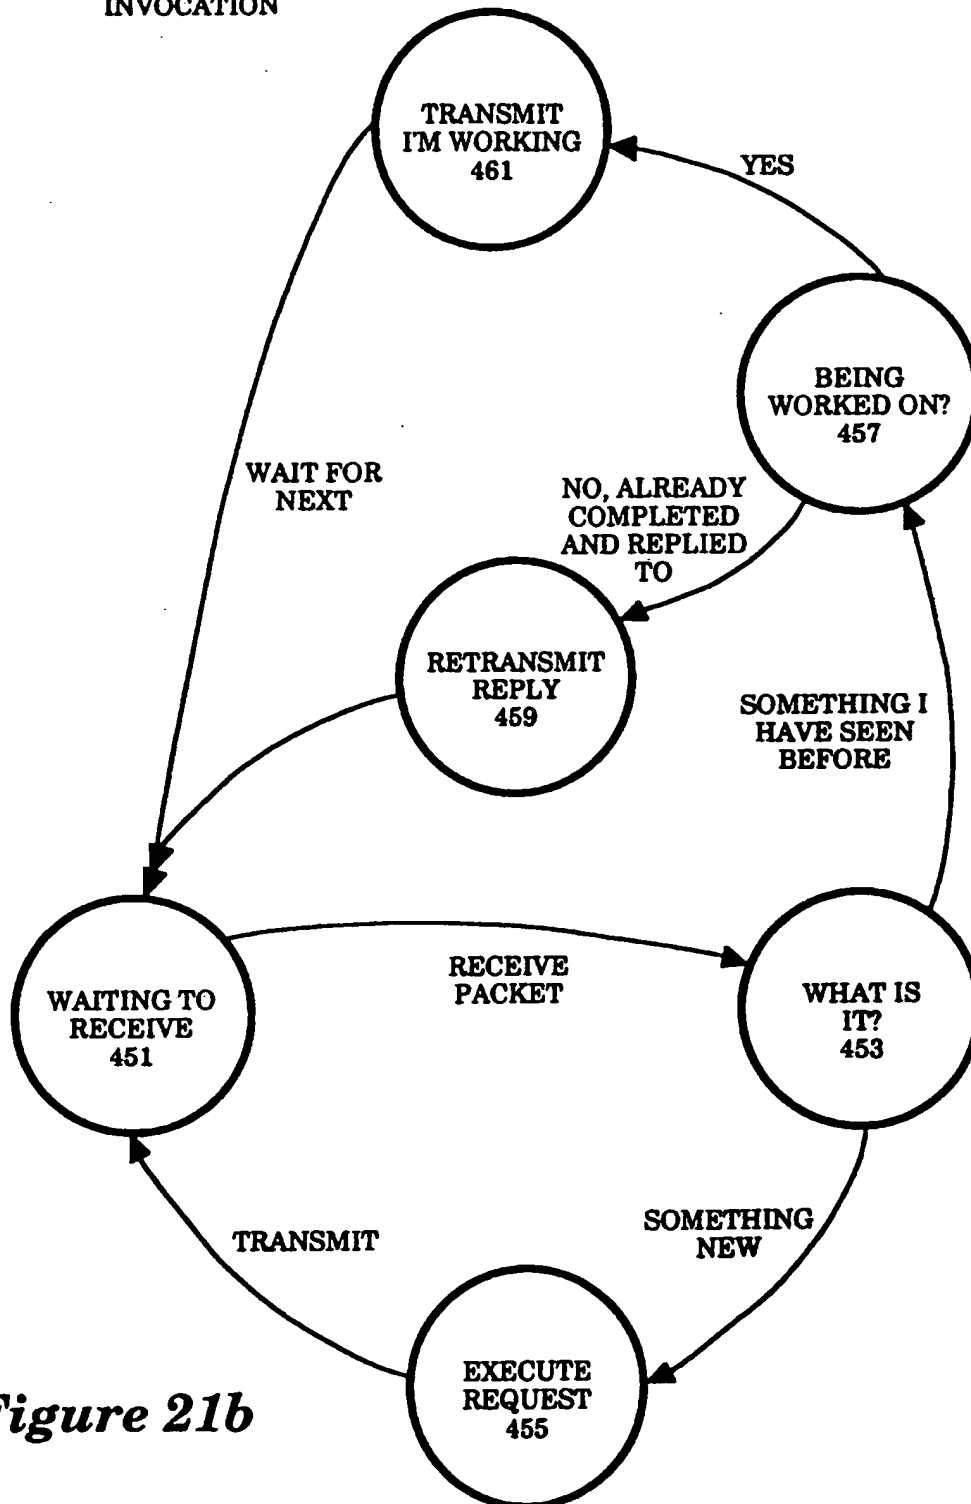 INVOCATION
TRANSMIT
I'M WORKING
461
YES
BEING
WORKED ON?
457
WAIT FOR
NEXT
NO, ALREADY
COMPLETED
AND REPLIED
TO
RETRANSMIT
REPLY
459
SOMETHING I
HAVE SEEN
BEFORE
RECEIVE
PACKET
WAITING TO
RECEIVE
451
WHAT IS
IT?
453
TRANSMIT
SOMETHING
NEW
EXECUTE
REQUEST
455
Figure 21b